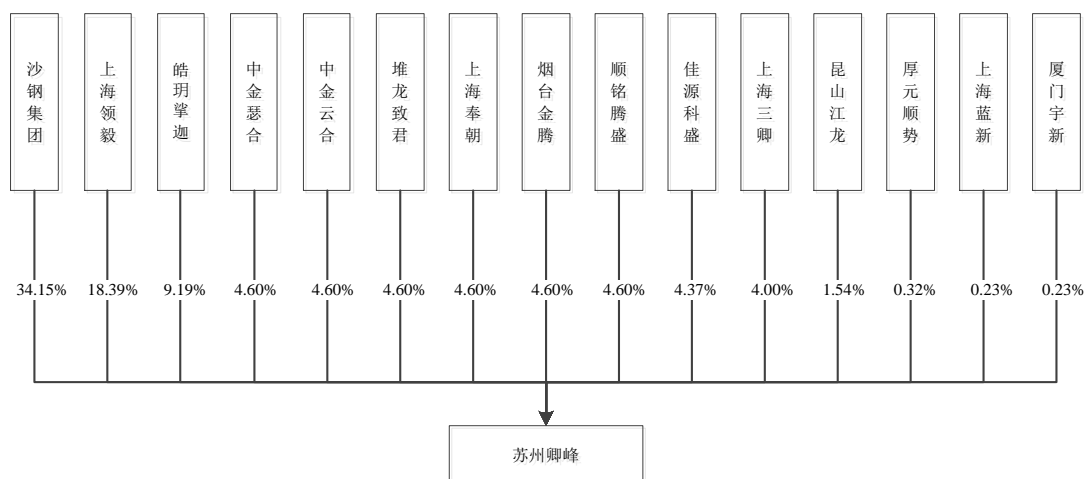 沙钢集团
上海领毅
皓玥挲迦
中金瑟合
中金云合
堆龙致君
上海奉朝
烟台金腾
顺铭腾盛
佳源科盛
上海三卿
昆山江龙
厚元顺势
上海蓝新
厦门宇新
34.15%
18.39%
9.19%
4.60%
4.60%
4.60%
4.60%
4.60%
4.60%
4.37%
4.00%
1.54%
0.32%
0.23%
0.23%
苏州卿峰